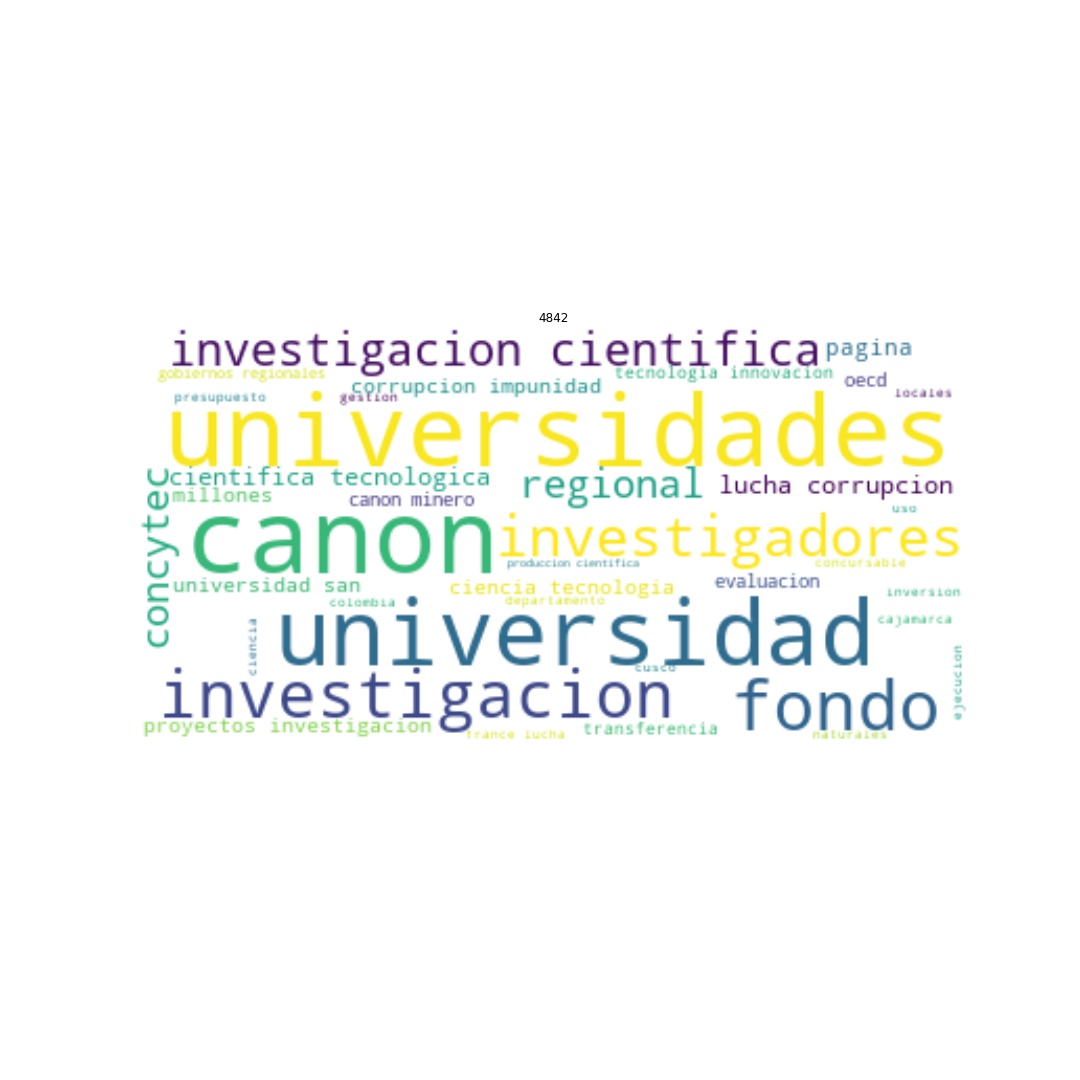 4842
investigacion cientifica
pagina
gobiernos regionales
corrupcion impunidad
tecnologia innovacion
oecd
presupuesto
gestion
locales
universidades
cientifica tecnologica
regional
lucha corrupcion
millones
canon minero
uso
concytec
canon
investigadores
produccion cientifica
concursable
universidad san
ciencia tecnologia
evaluacion
colombia
departamento
inversion
universidad
cajamarca
ciencia
cusco
ejecucion
investigacion
fondo
proyectos investigacion
france lucha
transferencia
naturales